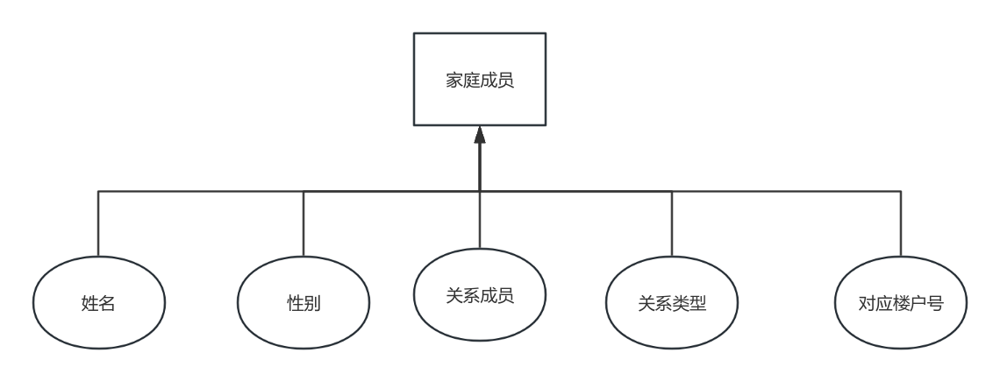 家庭成员
姓名
性别
关系成员
关系类型
对应楼户号